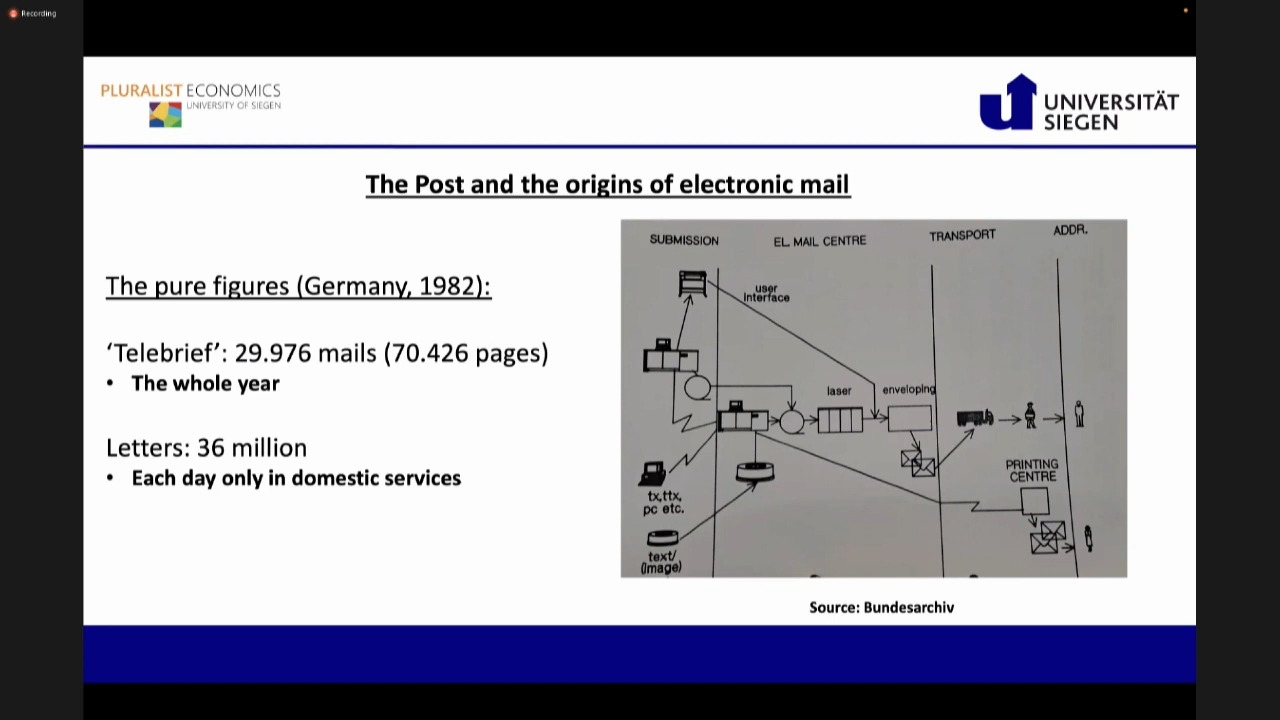 Recording
PLURALIST ECONOMICS
UNIVERSITY OF SIEGEN
UNIVERSITÄT
SIEGEN
The Post and the origins of electronic mail
The pure figures (Germany, 1982):
‘Telebrief’: 29.976 mails (70.426 pages)
• The whole year
Letters: 36 million
• Each day only in domestic services
SUBMISSION
EL. MAIL CENTRE
TRANSPORT
ADDR.
user
interface
laser
enveloping
tx,ttx,
pc etc.
text/
(image)
PRINTING
CENTRE
Source: Bundesarchiv